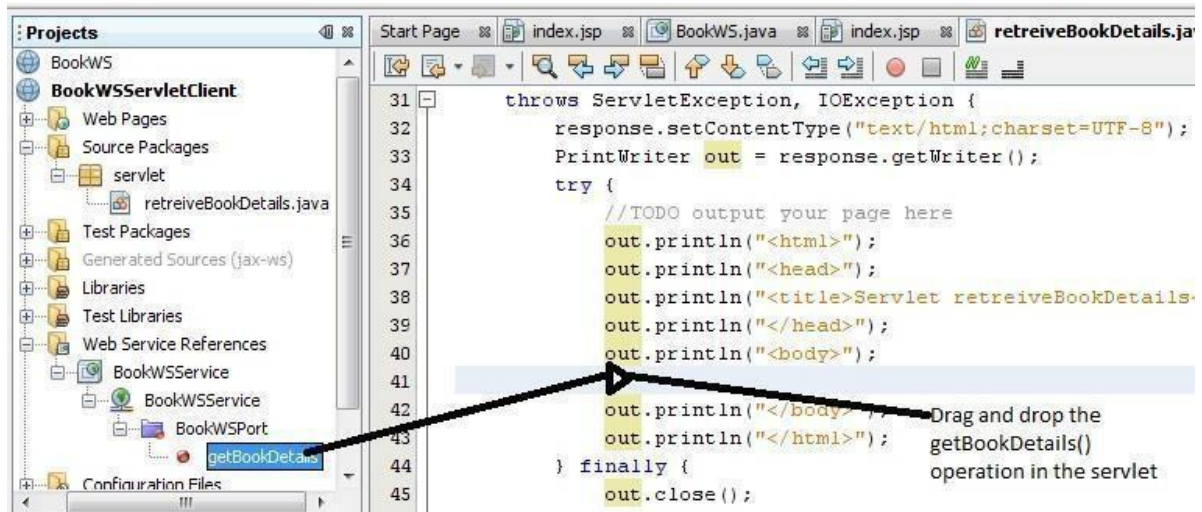 Projects
BookWS
BookWSServletClient
Web Pages
Source Packages
servlet
retreiveBookDetails.java
Test Packages
Generated Sources (jax-ws)
Libraries
Test Libraries
Web Service References
BookWSService
BookWSService
BookWSPort
getBookDetails
Configuration Files
Start Page index.jsp BookWS.java index.jsp retreiveBookDetails.jav
31 throws ServletException, IOException {
32 response.setContentType("text/html;charset=UTF-8");
33 PrintWriter out = response.getWriter();
34 try {
35 //TODO output your page here
36 out.println("<html>");
37 out.println("<head>");
38 out.println("<title>Servlet retreiveBookDetails<
39 out.println("</head>");
40 out.println("<body>");
41
42 out.println("</body>");
43 out.println("</html>");
44 } finally {
45 out.close();
Drag and drop the
getBookDetails()
operation in the servlet